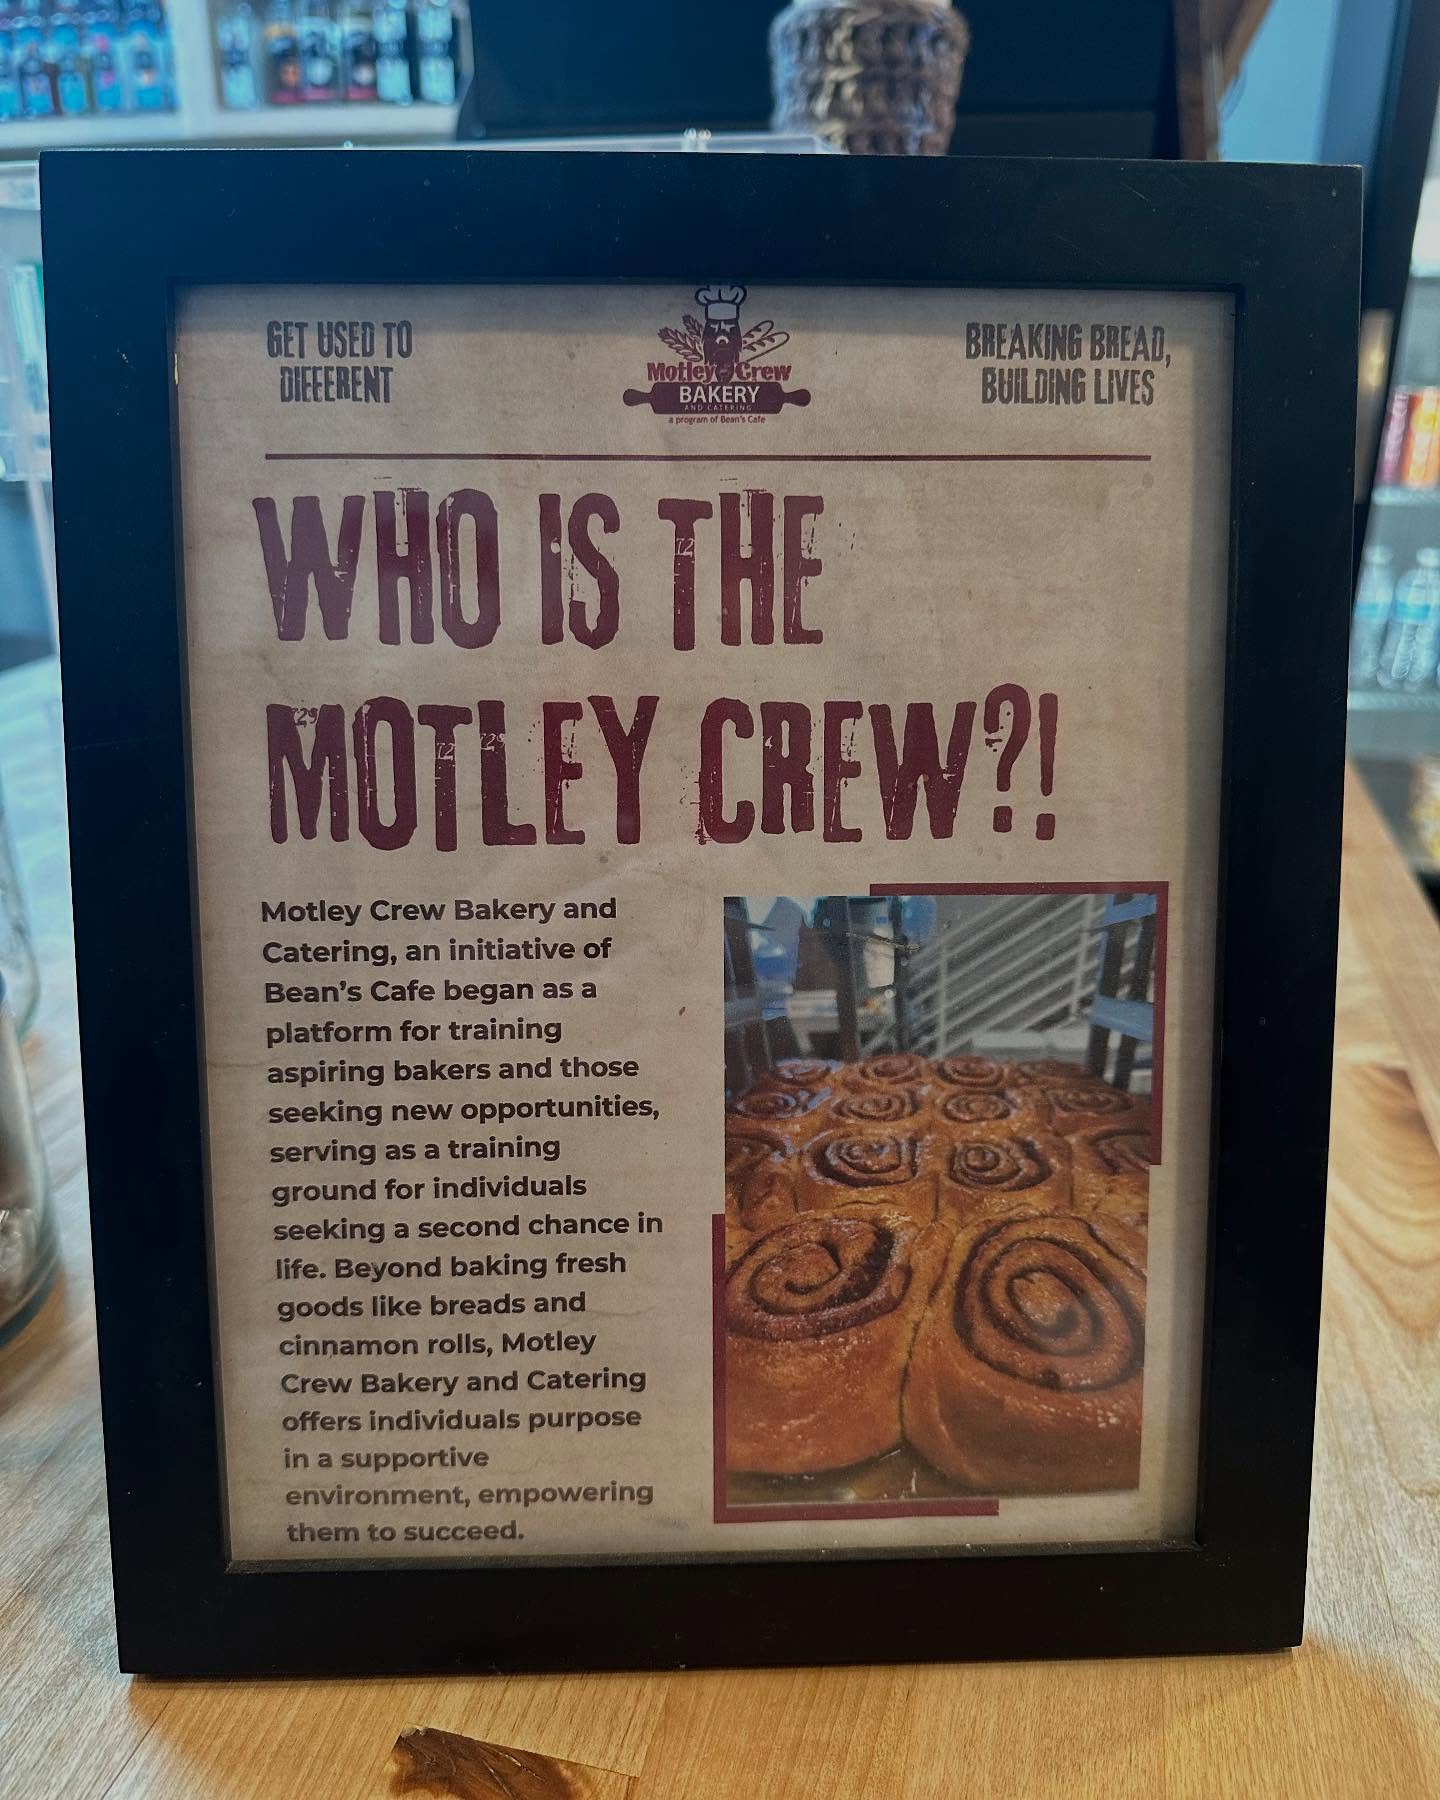 GET USED TO
DIFFERENT
Motley Crew
BAKERY
AND CATERING
a program of Bean's Cafe
BREAKING BREAD,
BUILDING LIVES
WHO IS THE
MOTLEY CREW?!
Motley Crew Bakery and
Catering, an initiative of
Bean's Cafe began as a
platform for training
aspiring bakers and those
seeking new opportunities,
serving as a training
ground for individuals
seeking a second chance in
life. Beyond baking fresh
goods like breads and
cinnamon rolls, Motley
Crew Bakery and Catering
offers individuals purpose
in a supportive
environment, empowering
them to succeed.